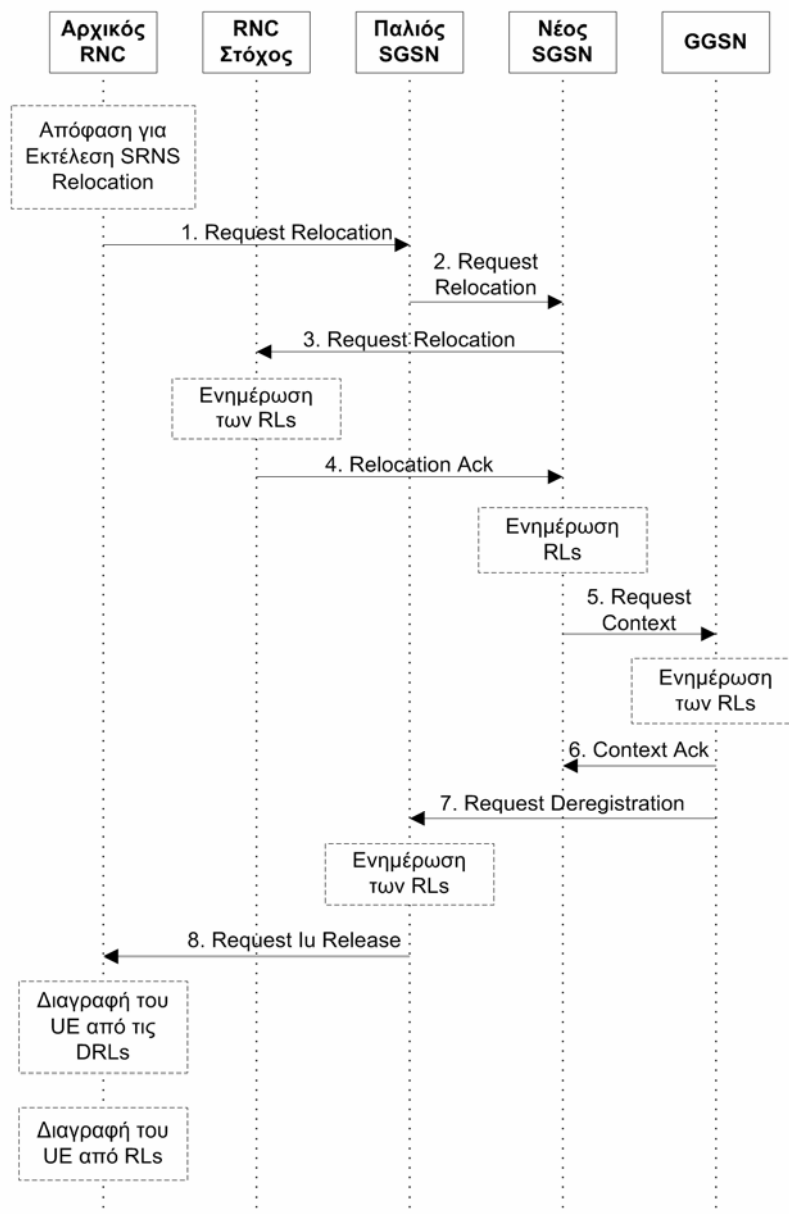 Αρχικός
RNC
RNC
Στόχος
Παλιός
SGSN
Νέος
SGSN
GGSN
Απόφαση για
Εκτέλεση SRNS
Relocation
1. Request Relocation
2. Request
Relocation
3. Request Relocation
Ενημέρωση
των RLs
4. Relocation Ack
Ενημέρωση
RLs
5. Request
Context
Ενημέρωση
των RLs
6. Context Ack
7. Request Deregistration
Ενημέρωση
των RLs
8. Request Iu Release
Διαγραφή του
UE από τις
DRLs
Διαγραφή του
UE από RLs